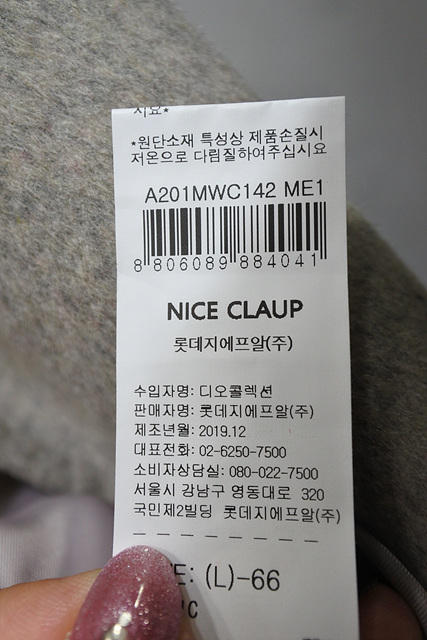 시요*
*원단소재 특성상 제품손질시
저온으로 다림질하여주십시요
A201MWC142 ME1
8 806089 884041
NICE CLAUP
롯데지에프알(주)
수입자명: 디오콜렉션
판매자명: 롯데지에프알(주)
제조년월: 2019.12
대표전화: 02-6250-7500
소비자상담실: 080-022-7500
서울시 강남구 영동대로 320
국민제2빌딩 롯데지에프알(주)
E: (L)-66